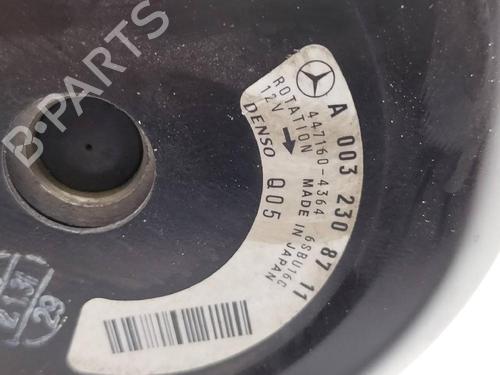 B-PARTS
A 003 230 87 11
447160-4364 6SBU16C
ROTATION MADE IN JAPAN
12V
DENSO Q05